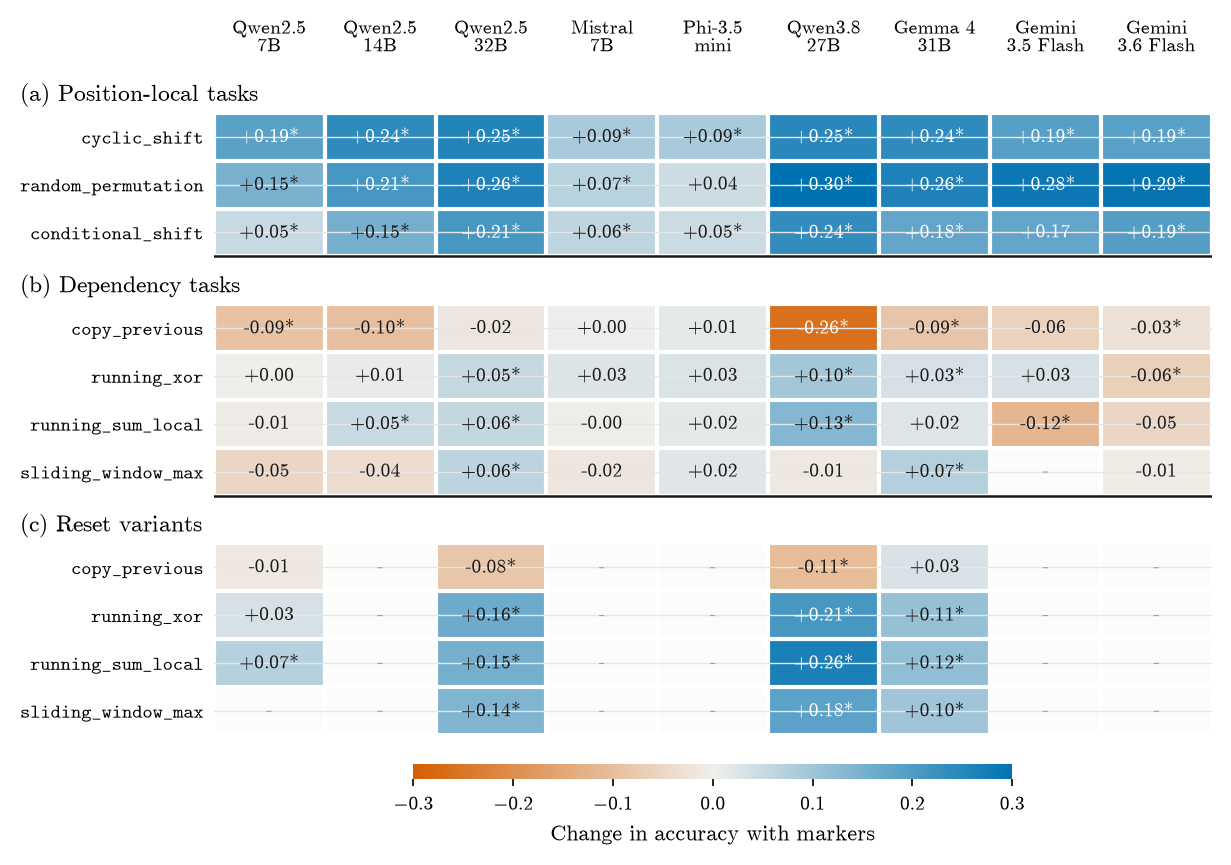 Qwen2.5 Qwen2.5 Qwen2.5 Mistral Phi-3.5 Qwen3.8 Gemma 4 Gemini Gemini
7B 14B 32B 7B mini 27B 31B 3.5 Flash 3.6 Flash
(a) Position-local tasks
cyclic_shift +0.19* +0.24* +0.25* +0.09* +0.09* +0.25* +0.24* +0.19* +0.19*
random_permutation +0.15* +0.21* +0.26* +0.07* +0.04 +0.30* +0.26* +0.28* +0.29*
conditional_shift +0.05* +0.15* +0.21* +0.06* +0.05* +0.24* +0.18* +0.17 +0.19*
(b) Dependency tasks
copy_previous -0.09* -0.10* -0.02 +0.00 +0.01 -0.26* -0.09* -0.06 -0.03*
running_xor +0.00 +0.01 +0.05* +0.03 +0.03 +0.10* +0.03* +0.03 -0.06*
running_sum_local -0.01 +0.05* +0.06* -0.00 +0.02 +0.13* +0.02 -0.12* -0.05
sliding_window_max -0.05 -0.04 +0.06* -0.02 +0.02 -0.01 +0.07* - -0.01
(c) Reset variants
copy_previous -0.01 - -0.08* - - -0.11* +0.03 - -
running_xor +0.03 - +0.16* - - +0.21* +0.11* - -
running_sum_local +0.07* - +0.15* - - +0.26* +0.12* - -
sliding_window_max - - +0.14* - - +0.18* +0.10* - -
−0.3 −0.2 −0.1 0.0 0.1 0.2 0.3
Change in accuracy with markers